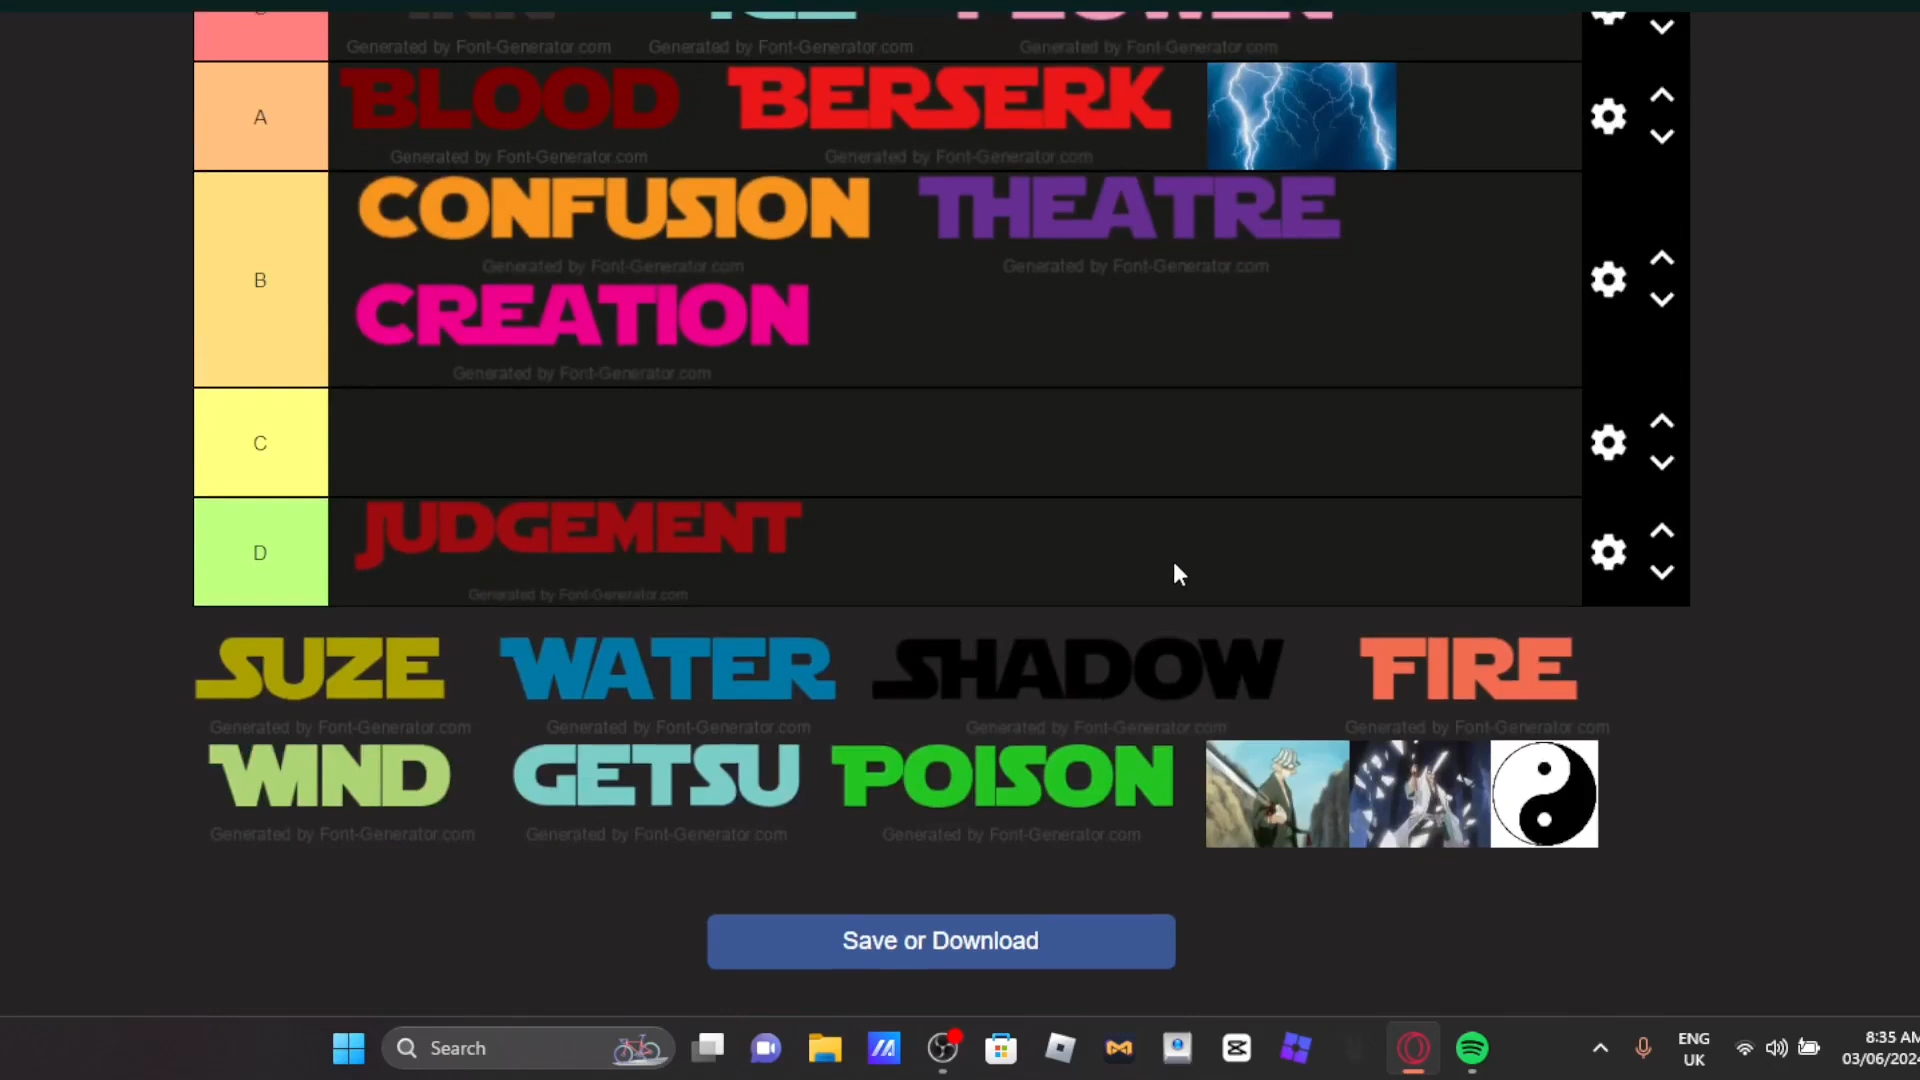 Generated by Font-Generator.com Generated by Font-Generator.com Generated by Font-Generator.com
A
BLOOD BERSERK
Generated by Font-Generator.com Generated by Font-Generator.com
CONFUSION THEATRE
Generated by Font-Generator.com Generated by Font-Generator.com
B
CREATION
Generated by Font-Generator.com
C
JUDGEMENT
D
Generated by Font-Generator.com
SUZE WATER SHADOW FIRE
Generated by Font-Generator.com Generated by Font-Generator.com Generated by Font-Generator.com Generated by Font-Generator.com
WIND GETSU POISON
Generated by Font-Generator.com Generated by Font-Generator.com Generated by Font-Generator.com
Save or Download
Search
ENG
UK
8:35 AM
03/06/2024